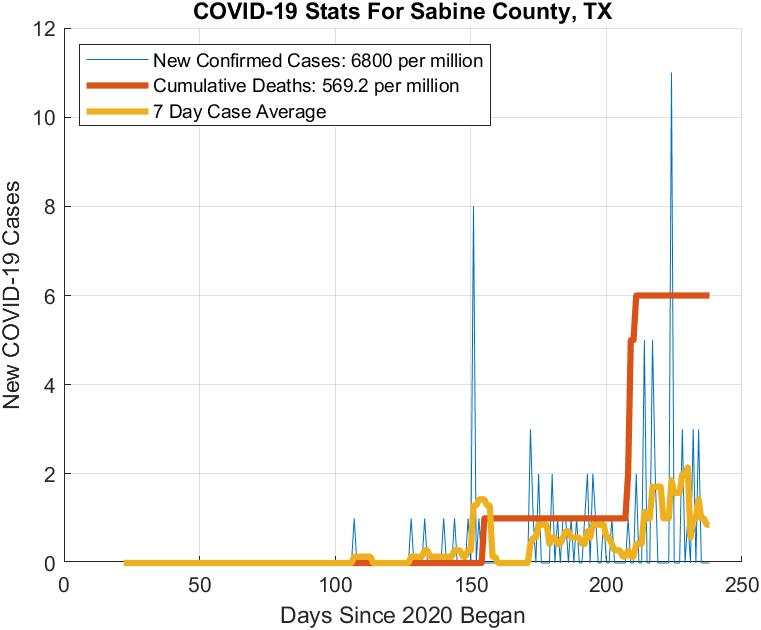 COVID-19 Stats For Sabine County, TX
12
New Confirmed Cases: 6800 per million
Cumulative Deaths: 569.2 per million
7 Day Case Average
10
8
6
4
2
0
New COVID-19 Cases
0 50 100 150 200 250
Days Since 2020 Began